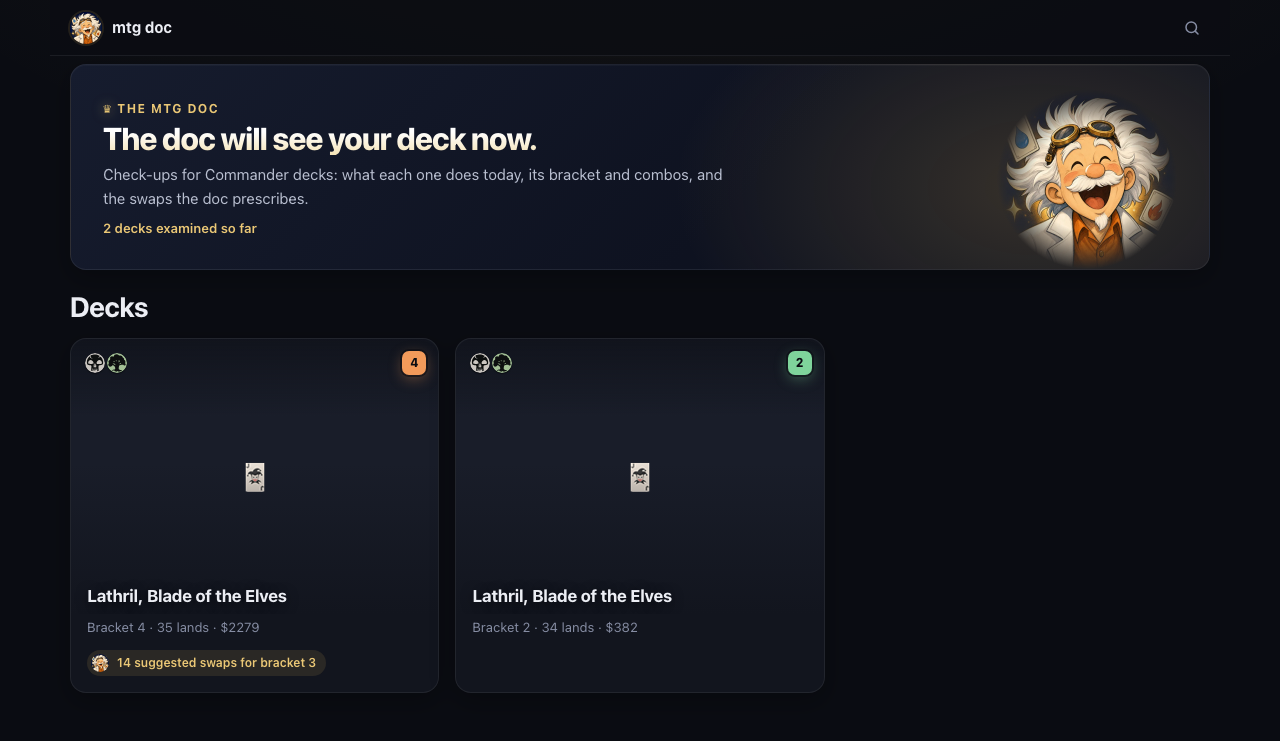 mtg doc
THE MTG DOC
The doc will see your deck now.
Check-ups for Commander decks: what each one does today, its bracket and combos, and
the swaps the doc prescribes.
2 decks examined so far
Decks
4
Lathril, Blade of the Elves
Bracket 4 · 35 lands · $2279
14 suggested swaps for bracket 3
2
Lathril, Blade of the Elves
Bracket 2 · 34 lands · $382